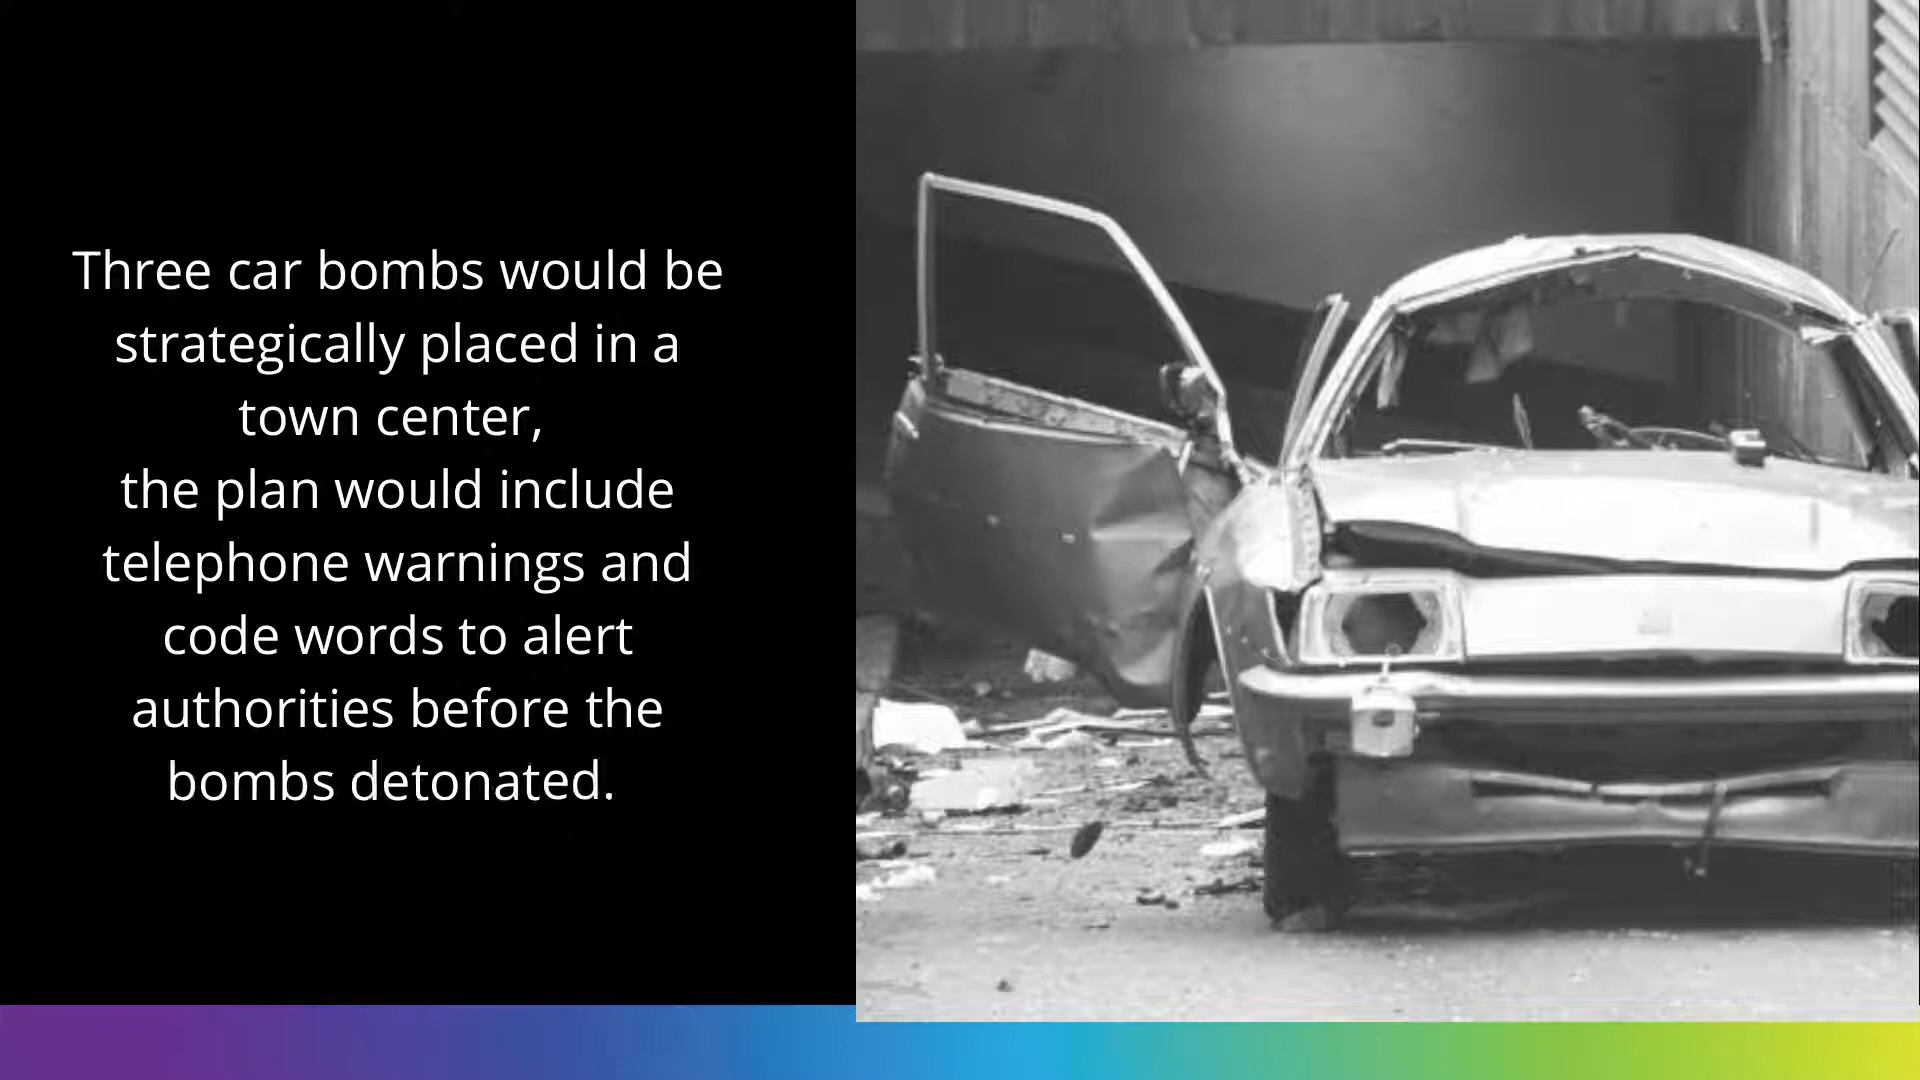 Three car bombs would be
strategically placed in a
town center,
the plan would include
telephone warnings and
code words to alert
authorities before the
bombs detonated.